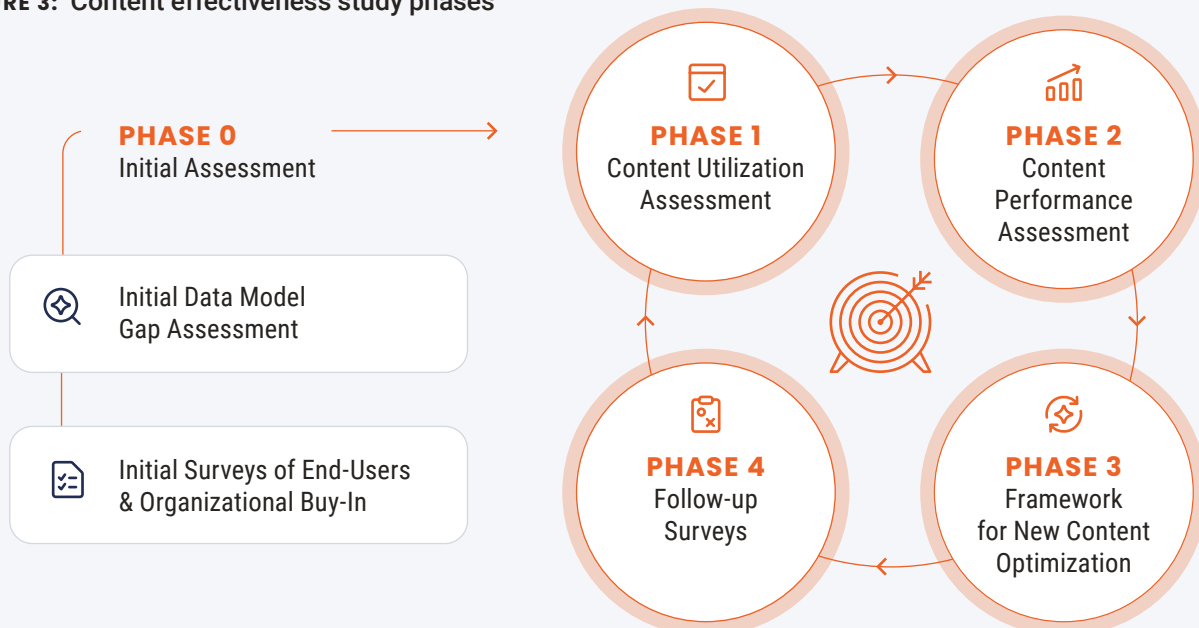 RE 3: Content effectiveness study phases
PHASE 0
Initial Assessment
Initial Data Model
Gap Assessment
Initial Surveys of End-Users
& Organizational Buy-In
PHASE 1
Content Utilization
Assessment
PHASE 2
Content
Performance
Assessment
PHASE 3
Framework
for New Content
Optimization
PHASE 4
Follow-up
Surveys